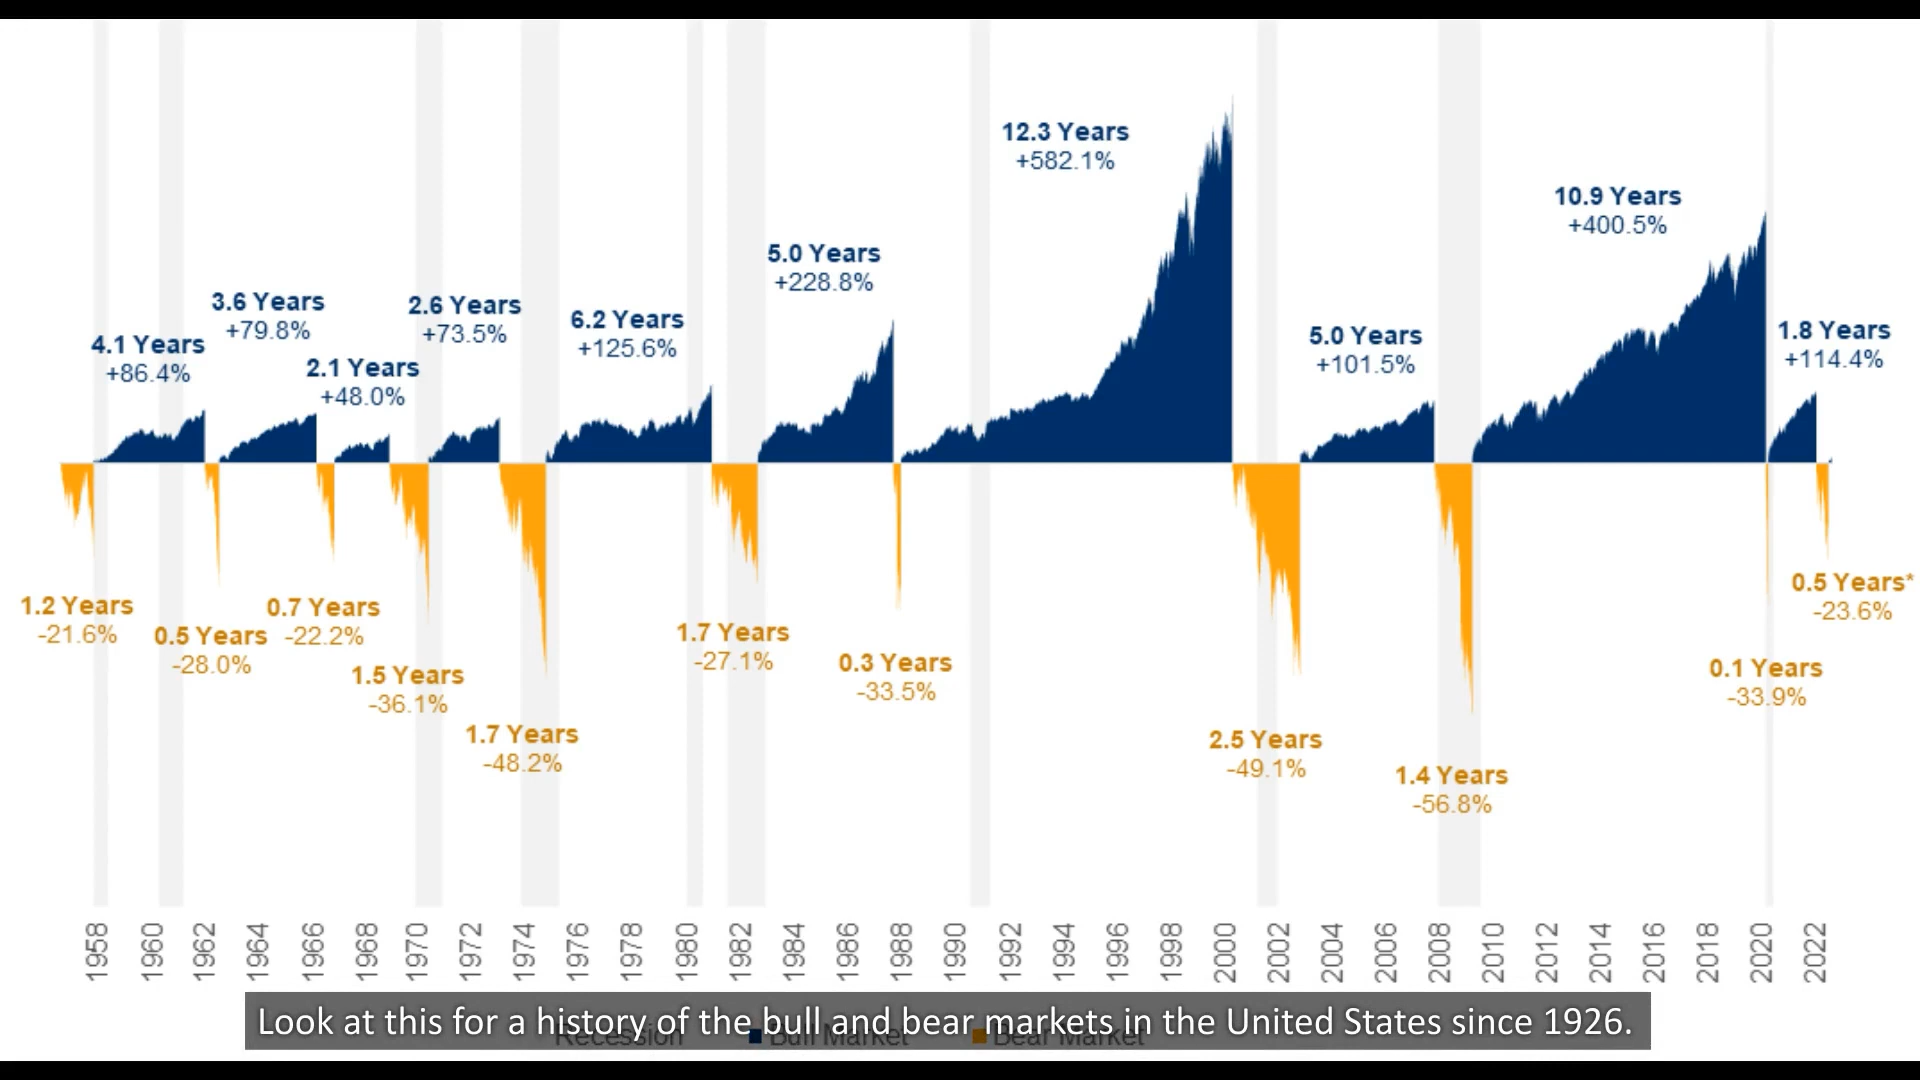 12.3 Years
+582.1%
10.9 Years
+400.5%
5.0 Years
+228.8%
3.6 Years
+79.8%
2.6 Years
+73.5%
6.2 Years
+125.6%
4.1 Years
+86.4%
2.1 Years
+48.0%
5.0 Years
+101.5%
1.8 Years
+114.4%
1.2 Years
-21.6%
0.5 Years
-28.0%
0.7 Years
-22.2%
1.5 Years
-36.1%
1.7 Years
-48.2%
1.7 Years
-27.1%
0.3 Years
-33.5%
2.5 Years
-49.1%
1.4 Years
-56.8%
0.1 Years
-33.9%
0.5 Years*
-23.6%
1958
1960
1962
1964
1966
1968
1970
1972
1974
1976
1978
1980
1982
1984
1986
1988
1990
1992
1994
1996
1998
2000
2002
2004
2006
2008
2010
2012
2014
2016
2018
2020
2022
Look at this for a history of the bull and bear markets in the United States since 1926.
Recession
Bull Market
Bear Market